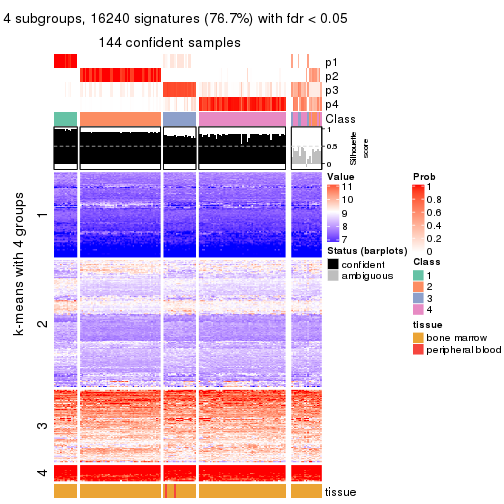 4 subgroups, 16240 signatures (76.7%) with fdr < 0.05
144 confident samples
p1
p2
p3
p4
Class
1
0.5
0
Silhouette
score
k-means with 4 groups
1
2
3
4
tissue
Value
11
10
9
8
7
Status (barplots)
confident
ambiguous
Prob
1
0.8
0.6
0.4
0.2
0
Class
1
2
3
4
tissue
bone marrow
peripheral blood